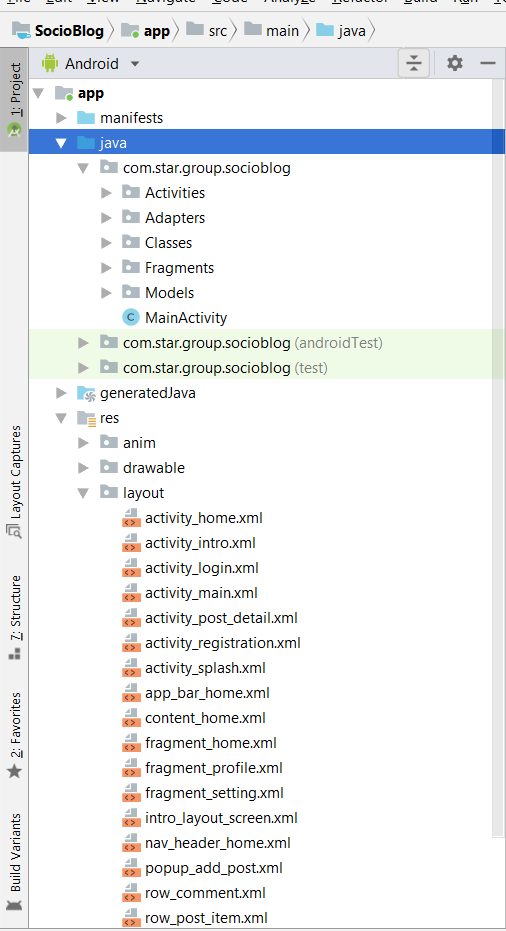 SocioBlog app src main java
Android
app
manifests
java
com.star.group.socioblog
Activities
Adapters
Classes
Fragments
Models
C MainActivity
com.star.group.socioblog (androidTest)
com.star.group.socioblog (test)
generatedJava
res
anim
drawable
layout
activity_home.xml
activity_intro.xml
activity_login.xml
activity_main.xml
activity_post_detail.xml
activity_registration.xml
activity_splash.xml
app_bar_home.xml
content_home.xml
fragment_home.xml
fragment_profile.xml
fragment_setting.xml
intro_layout_screen.xml
nav_header_home.xml
popup_add_post.xml
row_comment.xml
row_post_item.xml
1: Project
Layout Captures
7: Structure
2: Favorites
Build Variants